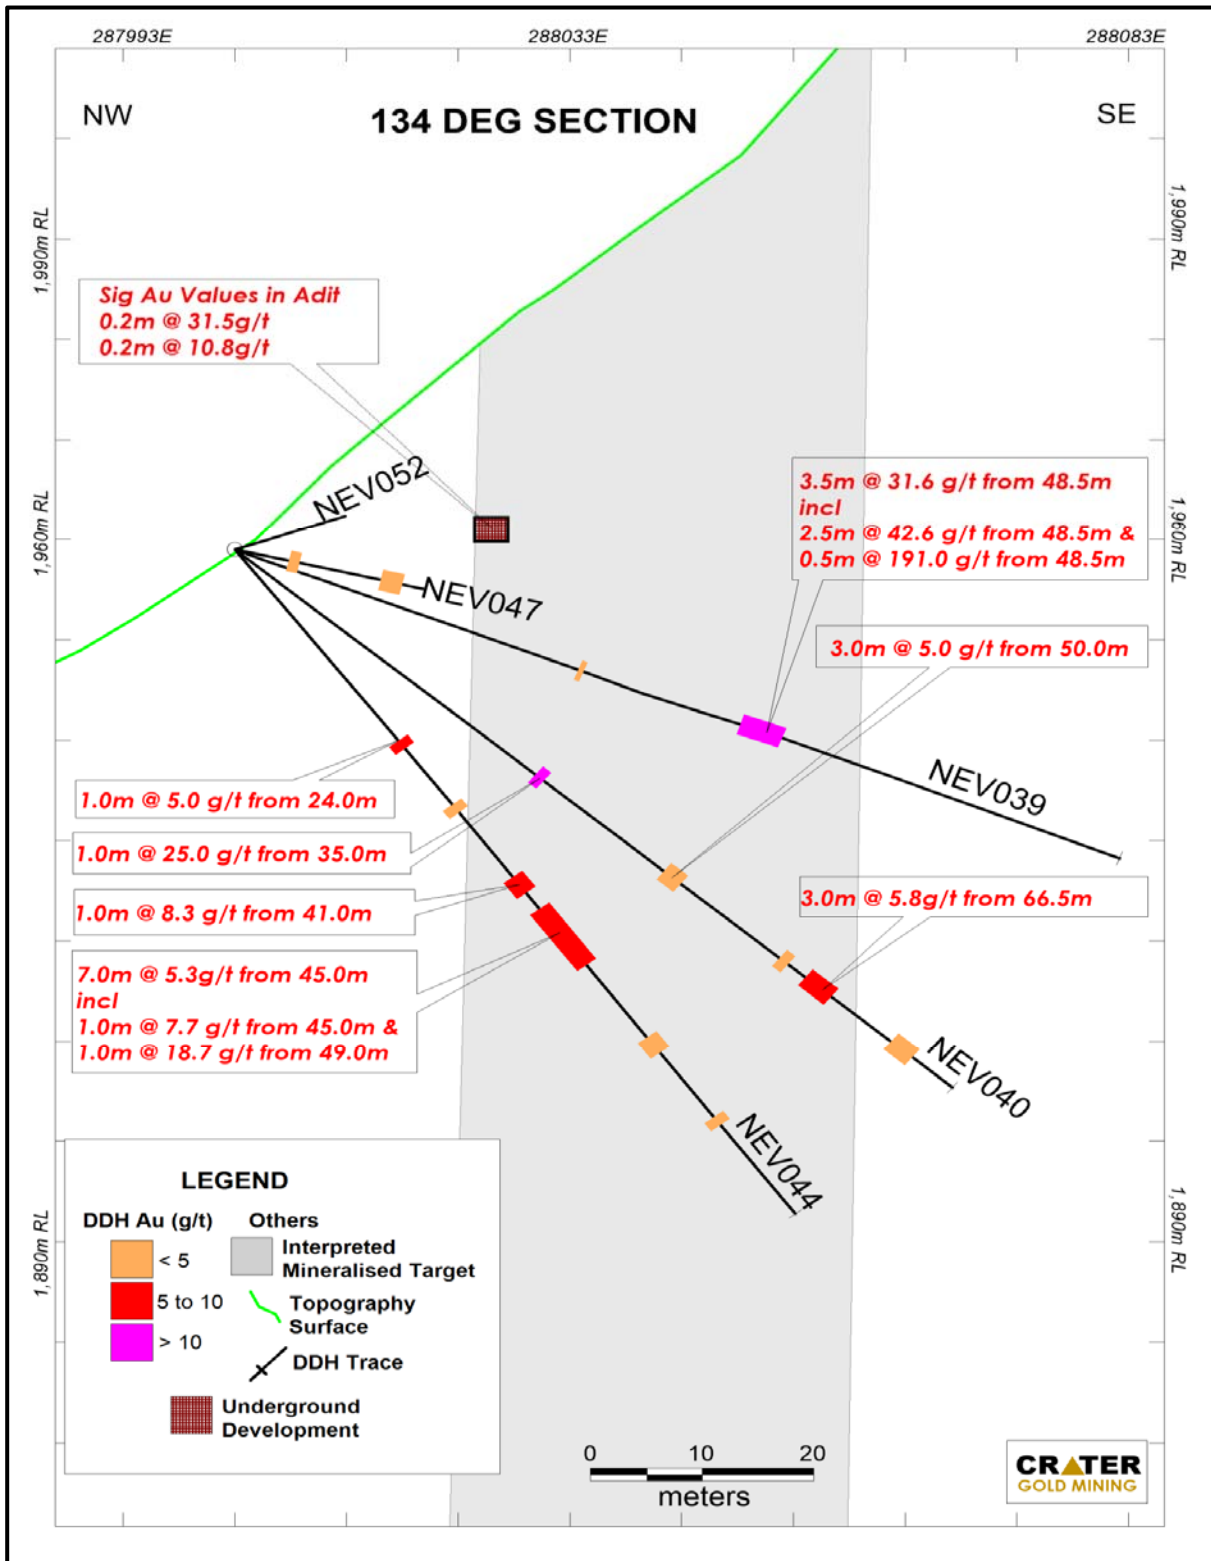 287993E
288033E
288083E
NW
134 DEG SECTION
SE
1,990m RL
1,990m RL
Sig Au Values in Adit
0.2m @ 31.5g/t
0.2m @ 10.8g/t
NEV052
3.5m @ 31.6 g/t from 48.5m
incl
2.5m @ 42.6 g/t from 48.5m &
0.5m @ 191.0 g/t from 48.5m
1,960m RL
1,960m RL
NEV047
3.0m @ 5.0 g/t from 50.0m
NEV039
1.0m @ 5.0 g/t from 24.0m
1.0m @ 25.0 g/t from 35.0m
1.0m @ 8.3 g/t from 41.0m
3.0m @ 5.8g/t from 66.5m
7.0m @ 5.3g/t from 45.0m
incl
1.0m @ 7.7 g/t from 45.0m &
1.0m @ 18.7 g/t from 49.0m
NEV040
NEV044
1,890m RL
1,890m RL
LEGEND
DDH Au (g/t)
Others
< 5
Interpreted
Mineralised Target
5 to 10
Topography
Surface
> 10
DDH Trace
Underground
Development
0 10 20
meters
CRATER
GOLD MINING